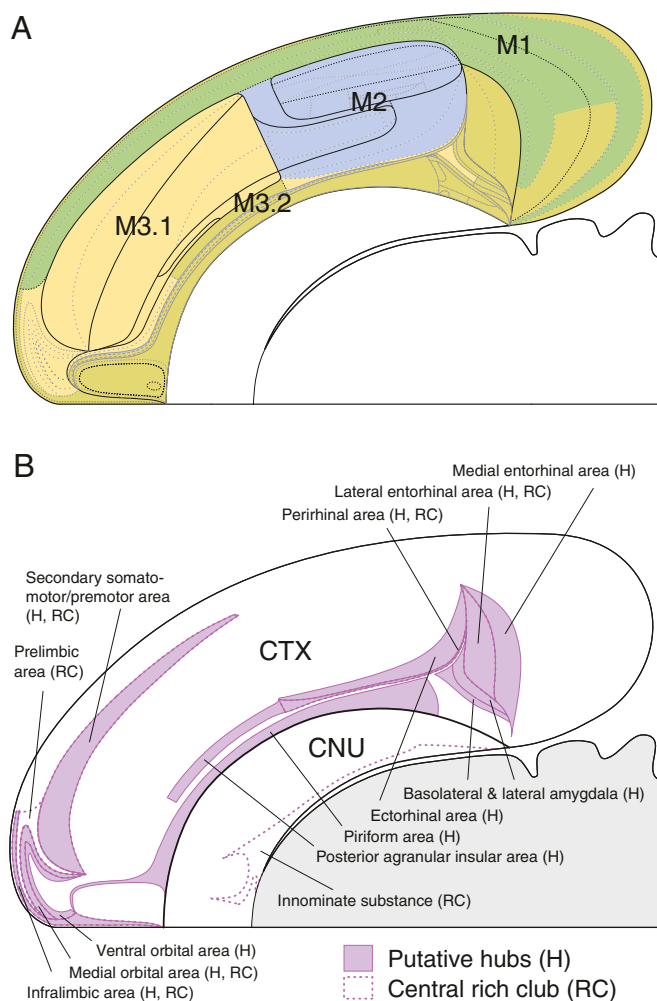 A
M1
M2
M3.1
M3.2
B
Medial entorhinal area (H)
Lateral entorhinal area (H, RC)
Perirhinal area (H, RC)
Secondary somato-
motor/premotor area
(H, RC)
Prelimbic
area (RC)
CTX
CNU
Basolateral & lateral amygdala (H)
Ectorhinal area (H)
Piriform area (H)
Posterior agranular insular area (H)
Innominate substance (RC)
Ventral orbital area (H)
Medial orbital area (H, RC)
Infralimbic area (H, RC)
Putative hubs (H)
Central rich club (RC)